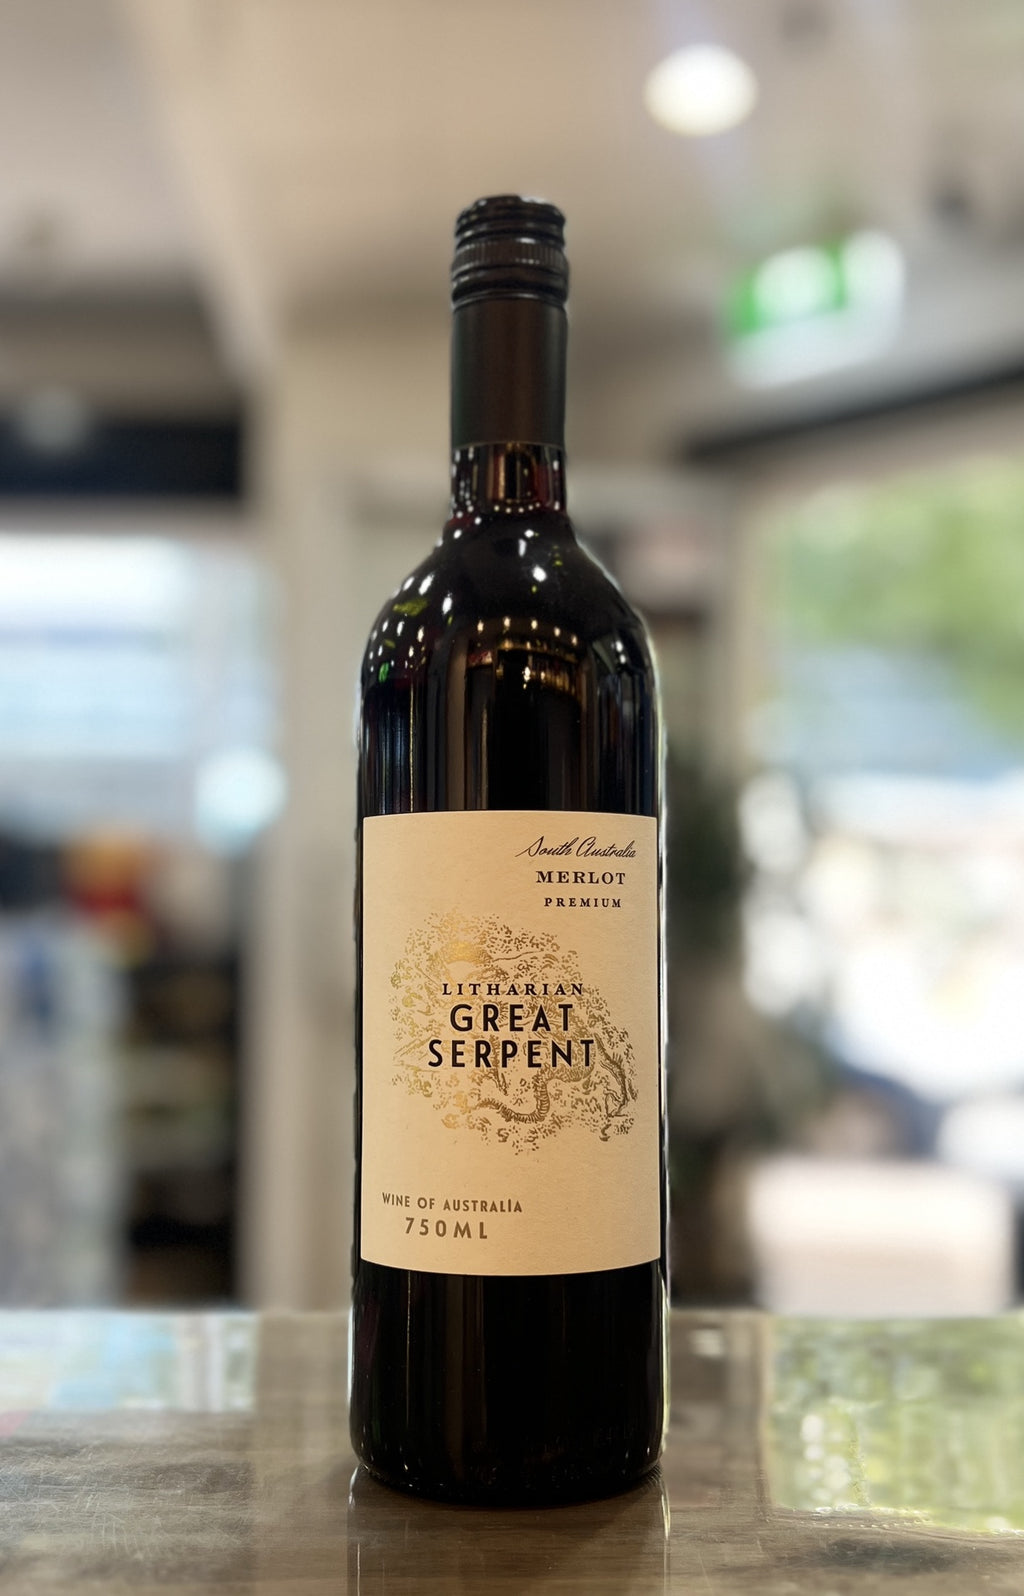 South Australia
MERLOT
PREMIUM
LITHARIAN
GREAT
SERPENT
WINE OF AUSTRALIA
750ML